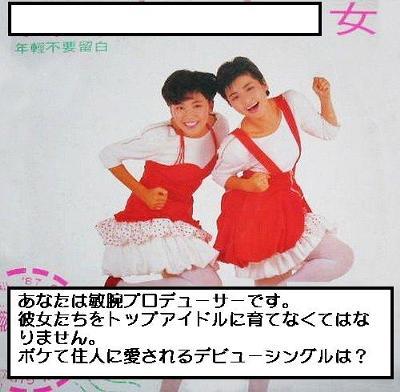 女
年輕不要留白
'87
あなたは敏腕プロデューサーです。
彼女たちをトップアイドルに育てなくてはな
りません。
ボケて住人に愛されるデビューシングルは？